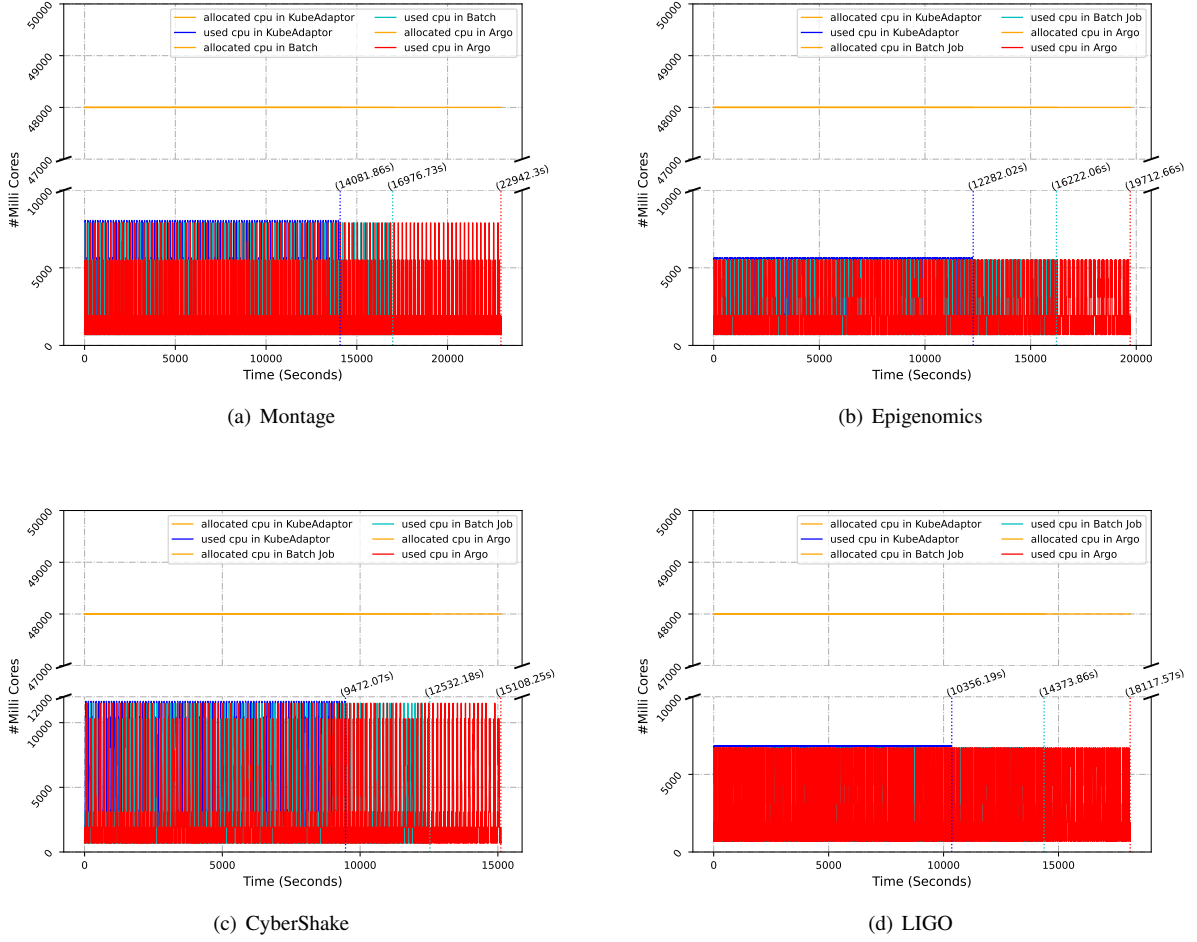 50000
49000
48000
47000
10000
5000
0
#Milli Cores
allocated cpu in KubeAdaptor
used cpu in KubeAdaptor
allocated cpu in Batch
used cpu in Batch
allocated cpu in Argo
used cpu in Argo
(14081.86s)
(16976.73s)
(22942.3s)
0 5000 10000 15000 20000
Time (Seconds)
(a) Montage
50000
49000
48000
47000
10000
5000
0
#Milli Cores
allocated cpu in KubeAdaptor
used cpu in KubeAdaptor
allocated cpu in Batch Job
used cpu in Batch Job
allocated cpu in Argo
used cpu in Argo
(12282.02s)
(16222.06s)
(19712.66s)
0 5000 10000 15000 20000
Time (Seconds)
(b) Epigenomics
50000
49000
48000
47000
12000
10000
5000
0
#Milli Cores
allocated cpu in KubeAdaptor
used cpu in KubeAdaptor
allocated cpu in Batch Job
used cpu in Batch Job
allocated cpu in Argo
used cpu in Argo
(9472.07s)
(12532.18s)
(15108.25s)
0 5000 10000 15000
Time (Seconds)
(c) CyberShake
50000
49000
48000
47000
10000
5000
0
#Milli Cores
allocated cpu in KubeAdaptor
used cpu in KubeAdaptor
allocated cpu in Batch Job
used cpu in Batch Job
allocated cpu in Argo
used cpu in Argo
(10356.19s)
(14373.86s)
(18117.57s)
0 5000 10000 15000
Time (Seconds)
(d) LIGO